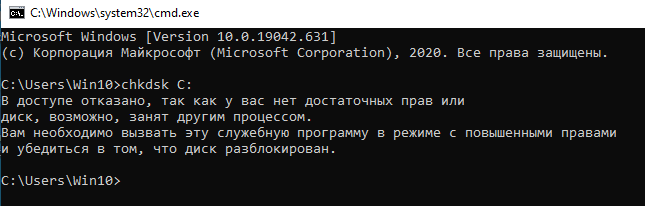 C:\Windows\system32\cmd.exe
Microsoft Windows [Version 10.0.19042.631]
(c) Корпорация Майкрософт (Microsoft Corporation), 2020. Все права защищены.
C:\Users\Win10>chkdsk C:
В доступе отказано, так как у вас нет достаточных прав или
диск, возможно, занят другим процессом.
Вам необходимо вызвать эту служебную программу в режиме с повышенными правами
и убедиться в том, что диск разблокирован.
C:\Users\Win10>